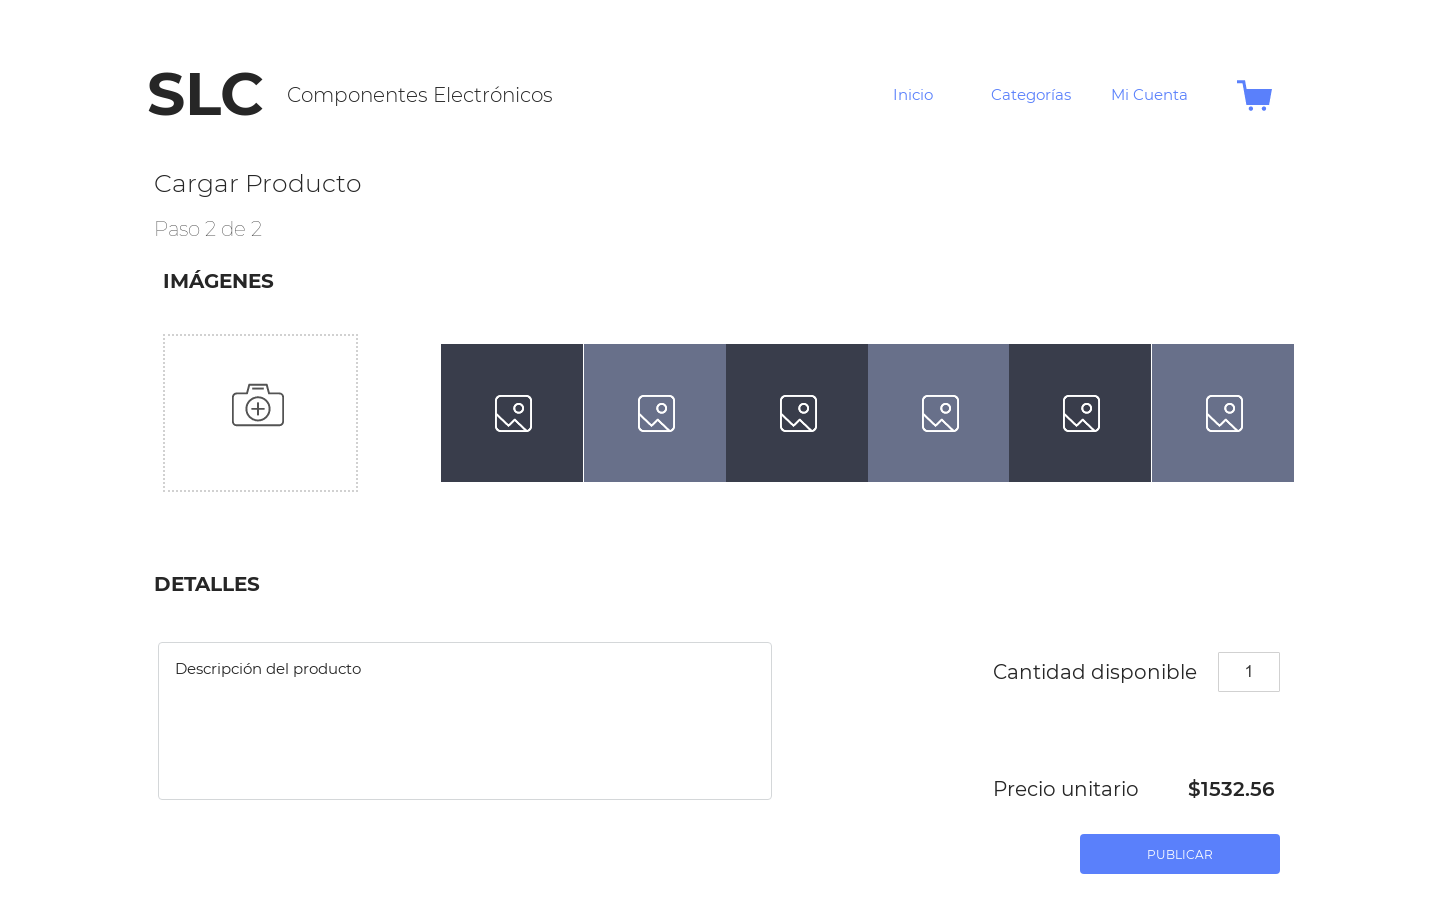 SLC Componentes Electrónicos Inicio Categorías Mi Cuenta
Cargar Producto
Paso 2 de 2
IMÁGENES
DETALLES
Descripción del producto
Cantidad disponible 1
Precio unitario $1532.56
PUBLICAR